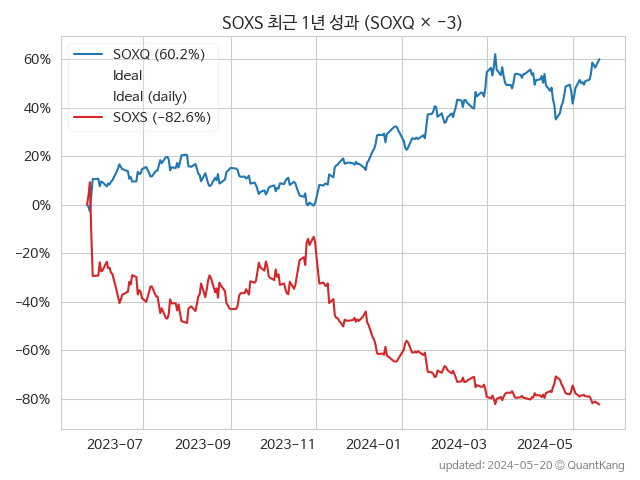 SOXS 최근 1년 성과 (SOXQ × −3)
SOXQ (60.2%)
Ideal
Ideal (daily)
SOXS (−82.6%)
60%
40%
20%
0%
−20%
−40%
−60%
−80%
2023-07
2023-09
2023-11
2024-01
2024-03
2024-05
updated: 2024-05-20 © QuantKang